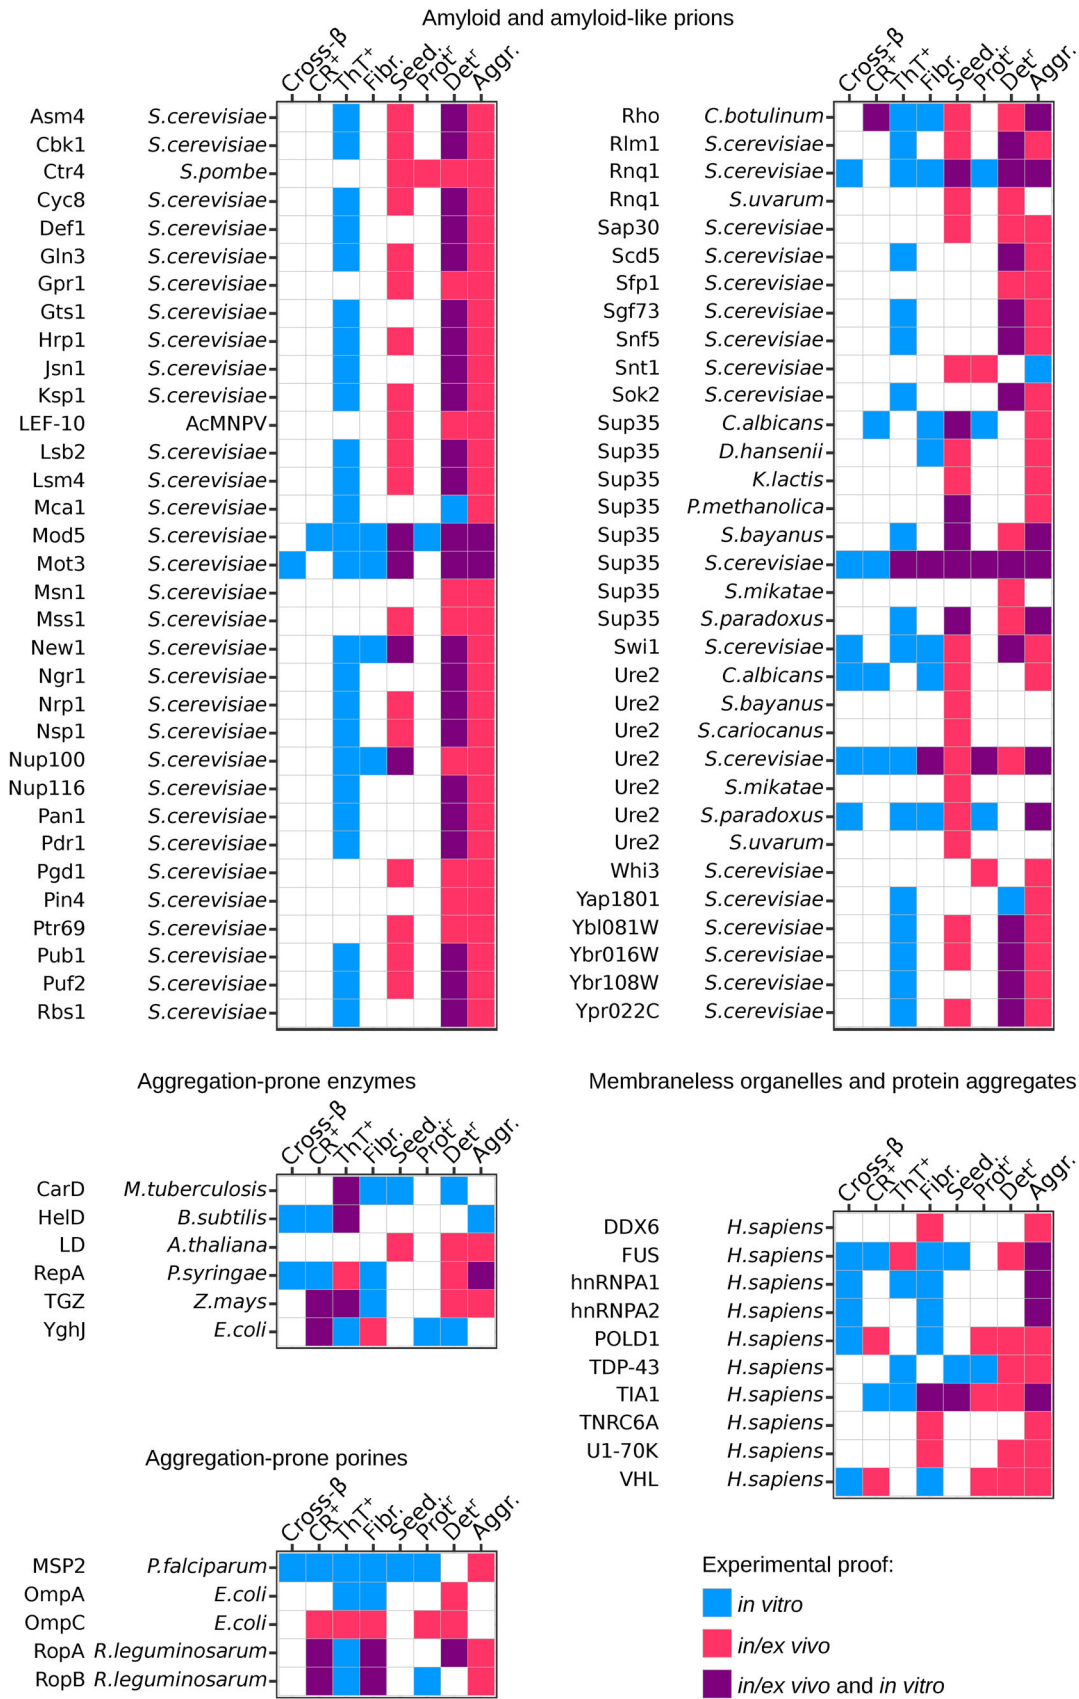 Amyloid and amyloid-like prions
Cross-β CR⁺ ThT⁺ Fibr. Seed. Protʳ Detʳ Aggr.
Asm4 S.cerevisiae
Cbk1 S.cerevisiae
Ctr4 S.pombe
Cyc8 S.cerevisiae
Def1 S.cerevisiae
Gln3 S.cerevisiae
Gpr1 S.cerevisiae
Gts1 S.cerevisiae
Hrp1 S.cerevisiae
Jsn1 S.cerevisiae
Ksp1 S.cerevisiae
LEF-10 AcMNPV
Lsb2 S.cerevisiae
Lsm4 S.cerevisiae
Mca1 S.cerevisiae
Mod5 S.cerevisiae
Mot3 S.cerevisiae
Msn1 S.cerevisiae
Mss1 S.cerevisiae
New1 S.cerevisiae
Ngr1 S.cerevisiae
Nrp1 S.cerevisiae
Nsp1 S.cerevisiae
Nup100 S.cerevisiae
Nup116 S.cerevisiae
Pan1 S.cerevisiae
Pdr1 S.cerevisiae
Pgd1 S.cerevisiae
Pin4 S.cerevisiae
Ptr69 S.cerevisiae
Pub1 S.cerevisiae
Puf2 S.cerevisiae
Rbs1 S.cerevisiae
Cross-β CR⁺ ThT⁺ Fibr. Seed. Protʳ Detʳ Aggr.
Rho C.botulinum
Rlm1 S.cerevisiae
Rnq1 S.cerevisiae
Rnq1 S.uvarum
Sap30 S.cerevisiae
Scd5 S.cerevisiae
Sfp1 S.cerevisiae
Sgf73 S.cerevisiae
Snf5 S.cerevisiae
Snt1 S.cerevisiae
Sok2 S.cerevisiae
Sup35 C.albicans
Sup35 D.hansenii
Sup35 K.lactis
Sup35 P.methanolica
Sup35 S.bayanus
Sup35 S.cerevisiae
Sup35 S.mikatae
Sup35 S.paradoxus
Swi1 S.cerevisiae
Ure2 C.albicans
Ure2 S.bayanus
Ure2 S.cariocanus
Ure2 S.cerevisiae
Ure2 S.mikatae
Ure2 S.paradoxus
Ure2 S.uvarum
Whi3 S.cerevisiae
Yap1801 S.cerevisiae
Ybl081W S.cerevisiae
Ybr016W S.cerevisiae
Ybr108W S.cerevisiae
Ypr022C S.cerevisiae
Aggregation-prone enzymes
Cross-β CR⁺ ThT⁺ Fibr. Seed. Protʳ Detʳ Aggr.
CarD M.tuberculosis
HelD B.subtilis
LD A.thaliana
RepA P.syringae
TGZ Z.mays
YghJ E.coli
Membraneless organelles and protein aggregates
Cross-β CR⁺ ThT⁺ Fibr. Seed. Protʳ Detʳ Aggr.
DDX6 H.sapiens
FUS H.sapiens
hnRNPA1 H.sapiens
hnRNPA2 H.sapiens
POLD1 H.sapiens
TDP-43 H.sapiens
TIA1 H.sapiens
TNRC6A H.sapiens
U1-70K H.sapiens
VHL H.sapiens
Aggregation-prone porines
Cross-β CR⁺ ThT⁺ Fibr. Seed. Protʳ Detʳ Aggr.
MSP2 P.falciparum
OmpA E.coli
OmpC E.coli
RopA R.leguminosarum
RopB R.leguminosarum
Experimental proof:
in vitro
in/ex vivo
in/ex vivo and in vitro